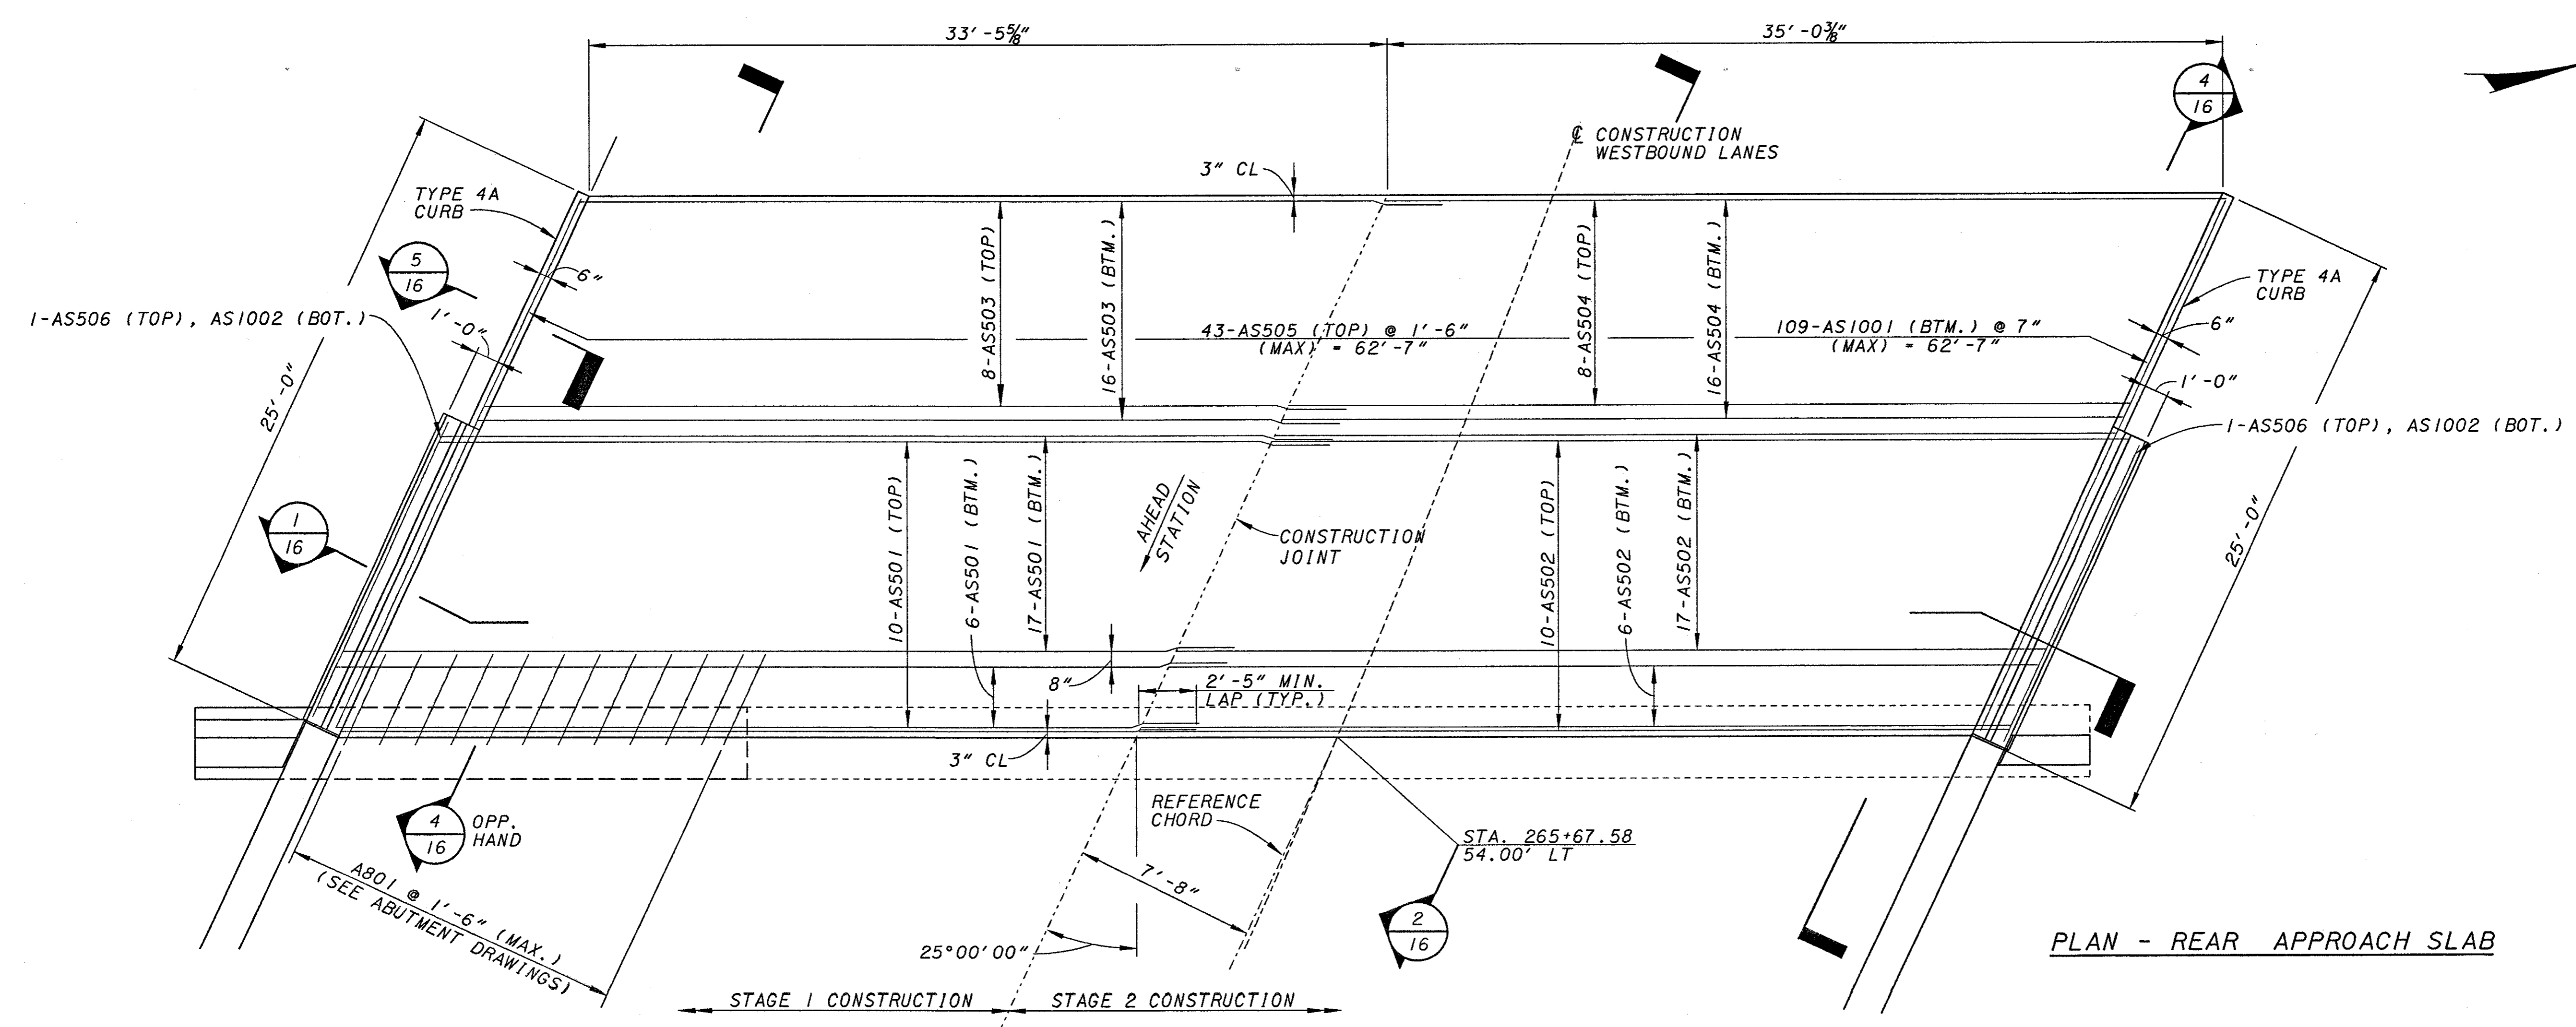 33'-5⅝"
35'-0⅜"
4
16
℄ CONSTRUCTION
WESTBOUND LANES
3" CL
TYPE 4A
CURB
5
16
6"
1-AS506 (TOP), AS1002 (BOT.)
1'-0"
25'-0"
8-AS503 (TOP)
16-AS503 (BTM.)
43-AS505 (TOP) @ 1'-6"
(MAX) = 62'-7"
8-AS504 (TOP)
16-AS504 (BTM.)
109-AS1001 (BTM.) @ 7"
(MAX) = 62'-7"
TYPE 4A
CURB
6"
1'-0"
1-AS506 (TOP), AS1002 (BOT.)
25'-0"
1
16
10-AS501 (TOP)
6-AS501 (BTM.)
17-AS501 (BTM.)
AHEAD
STATION
CONSTRUCTION
JOINT
10-AS502 (TOP)
6-AS502 (BTM.)
17-AS502 (BTM.)
8"
2'-5" MIN.
LAP (TYP.)
3" CL
4
16
OPP.
HAND
A801 @ 1'-6" (MAX.)
(SEE ABUTMENT DRAWINGS)
REFERENCE
CHORD
7'-8"
STA. 265+67.58
54.00' LT
2
16
25°00'00"
STAGE 1 CONSTRUCTION
STAGE 2 CONSTRUCTION
PLAN - REAR APPROACH SLAB